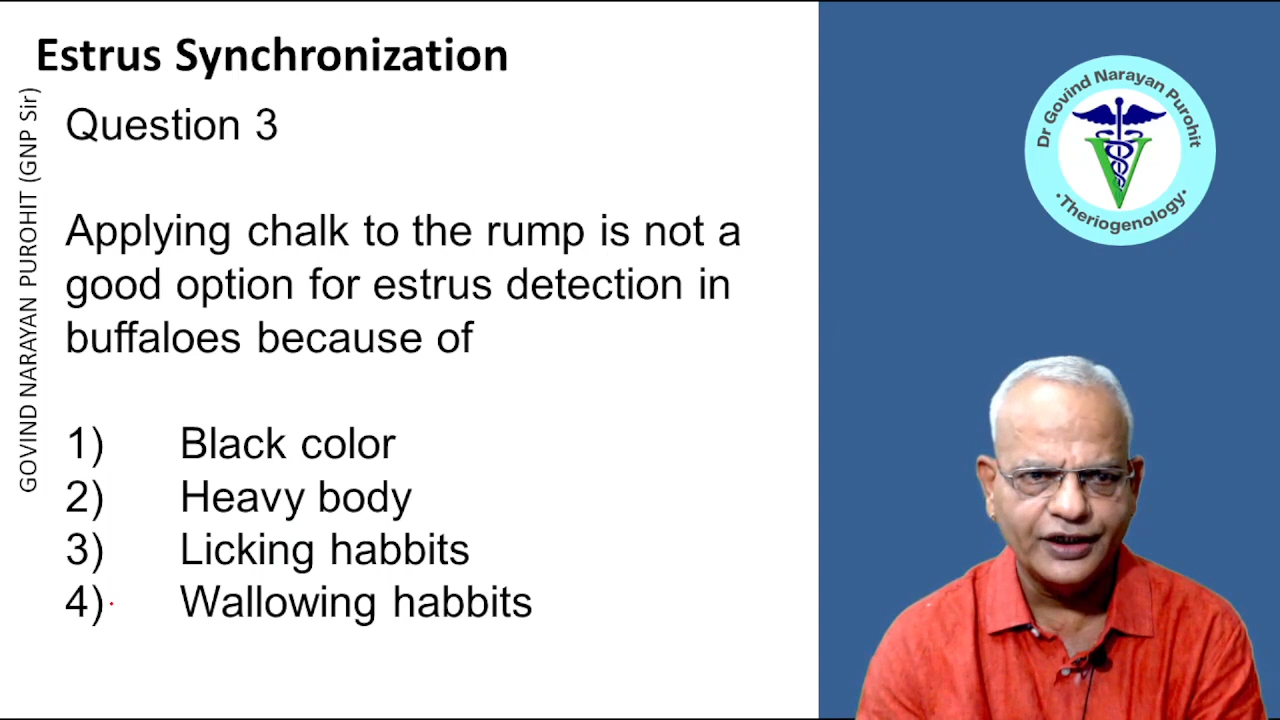 Estrus Synchronization
GOVIND NARAYAN PUROHIT (GNP Sir)
Question 3
Applying chalk to the rump is not a
good option for estrus detection in
buffaloes because of
1) Black color
2) Heavy body
3) Licking habbits
4) Wallowing habbits
Dr Govind Narayan Purohit
V
•Theriogenology•